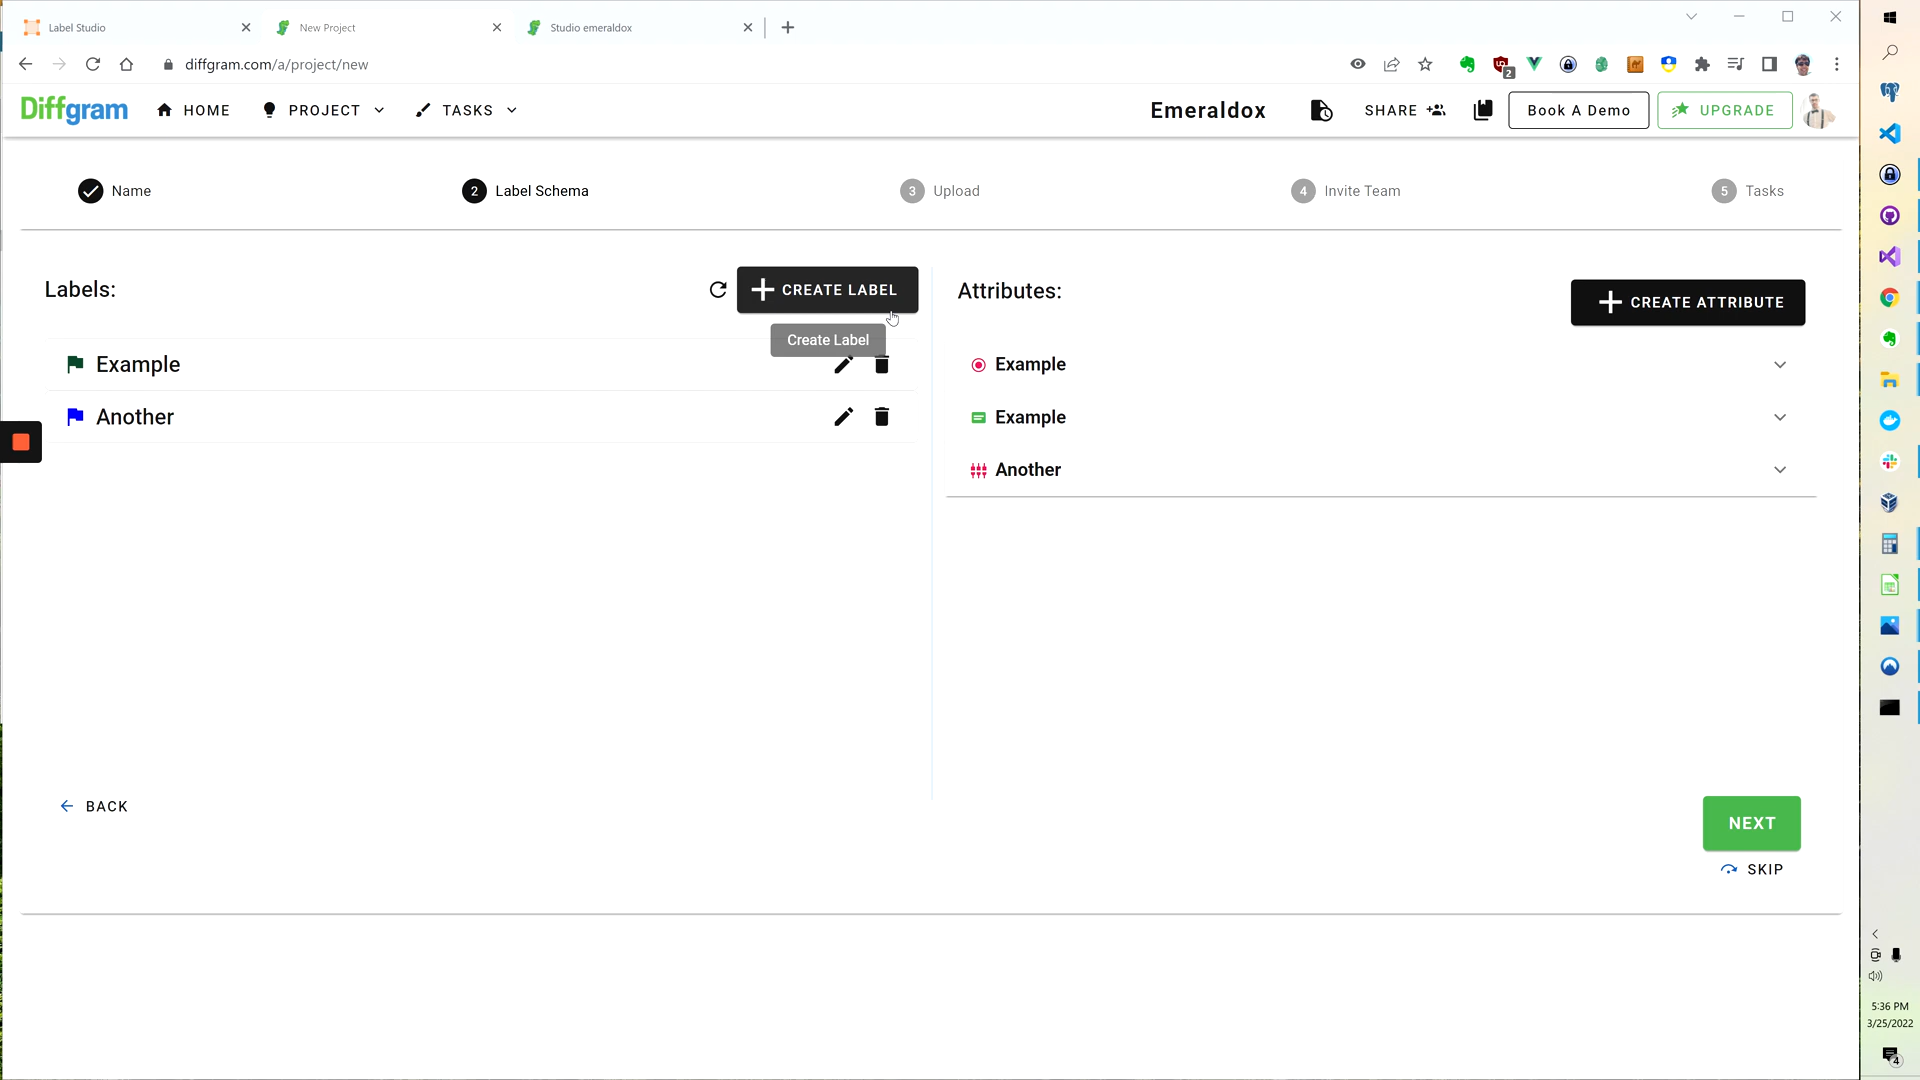 Label Studio
New Project
Studio emeraldox
diffgram.com/a/project/new
2
Diffgram
HOME
PROJECT
TASKS
Emeraldox
SHARE
Book A Demo
UPGRADE
Name
2 Label Schema
3 Upload
4 Invite Team
5 Tasks
Labels:
CREATE LABEL
Create Label
Example
Another
Attributes:
CREATE ATTRIBUTE
Example
Example
Another
BACK
NEXT
SKIP
5:36 PM
3/25/2022
4